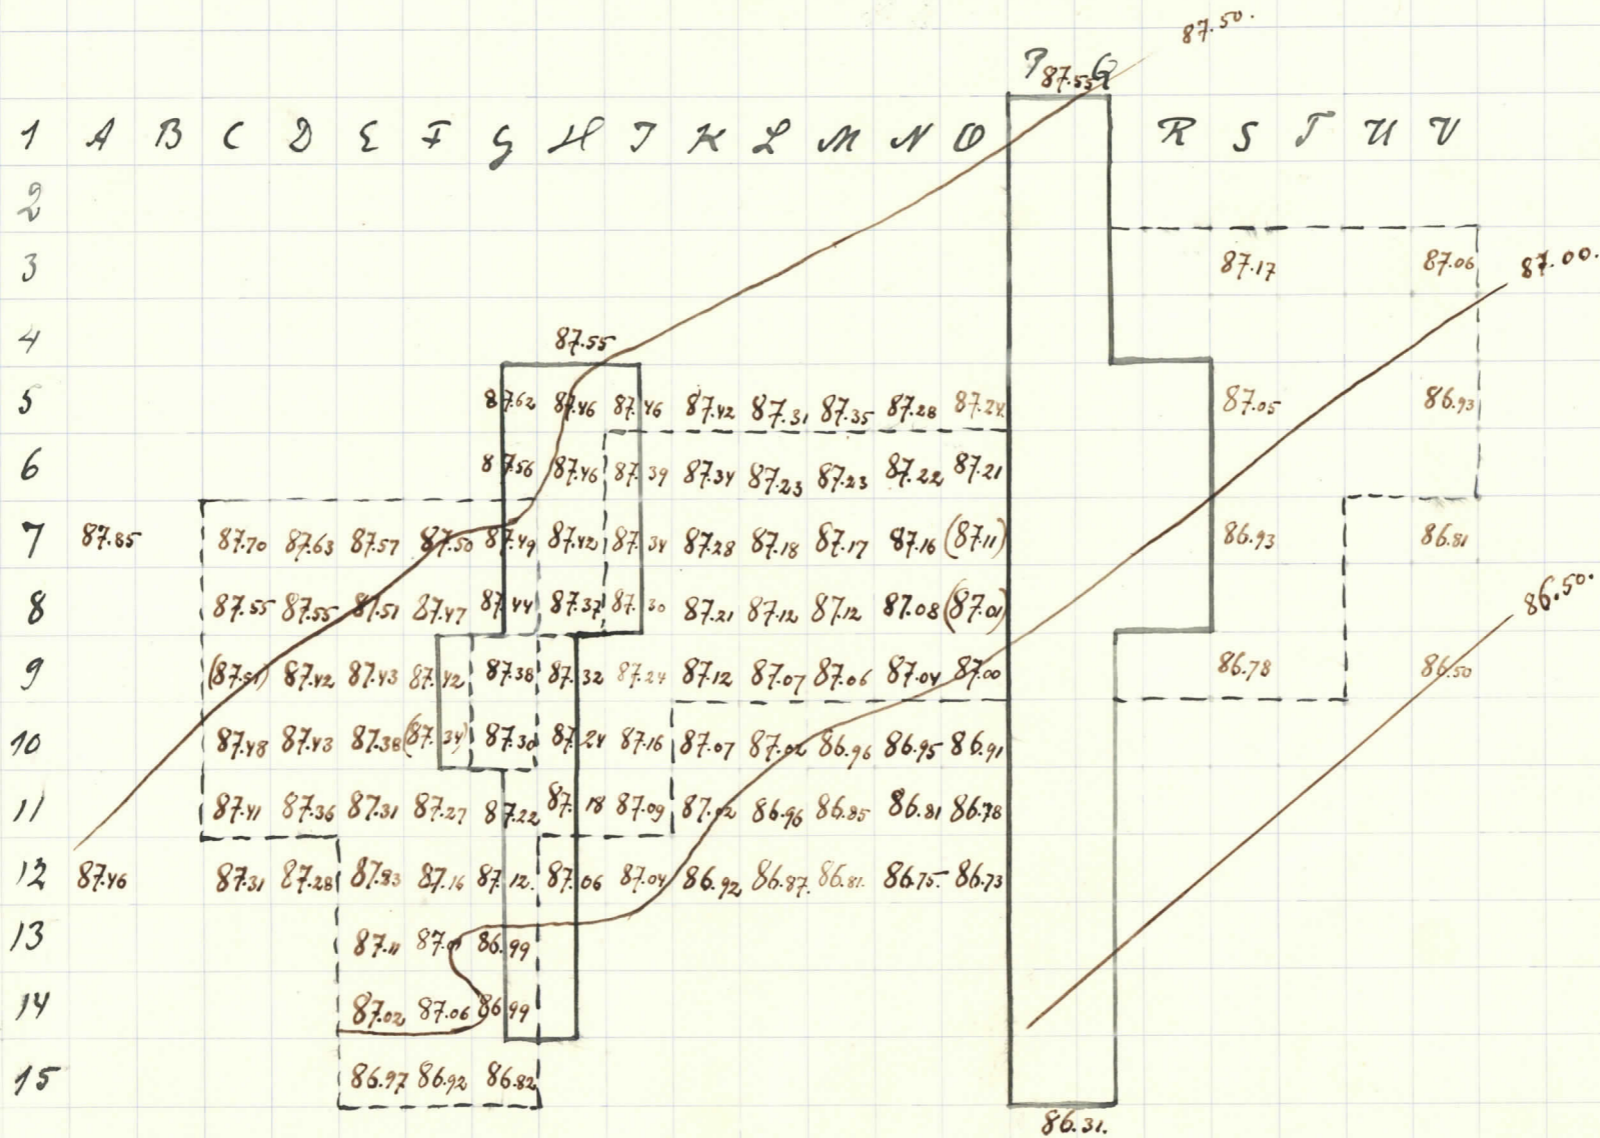 87.50.
P 87.55 Q
1 A B C D E F G H I K L M N O R S T U V
2
3 87.17 87.06 87.00.
4 87.55
5 87.62 87.46 87.46 87.42 87.31 87.35 87.28 87.24 87.05 86.93
6 87.56 87.46 87.39 87.34 87.23 87.23 87.22 87.21
7 87.85 87.70 87.63 87.57 87.50 87.49 87.42 87.34 87.28 87.18 87.17 87.16 (87.11) 86.93 86.81
8 87.55 87.55 87.51 87.47 87.44 87.37 87.30 87.21 87.12 87.12 87.08 (87.01) 86.50.
9 (87.51) 87.42 87.43 87.42 87.38 87.32 87.24 87.12 87.07 87.06 87.04 87.00 86.78 86.50
10 87.48 87.43 87.38 (87.34) 87.30 87.24 87.16 87.07 87.02 86.96 86.95 86.91
11 87.41 87.36 87.31 87.27 87.22 87.18 87.09 87.02 86.96 86.85 86.81 86.78
12 87.46 87.31 87.28 87.16 87.12. 87.06 87.04 86.92 86.87. 86.81. 86.75 86.73
13 87.11 86.99
14 87.02 87.06 86.99
15 86.97 86.92 86.82
86.31.